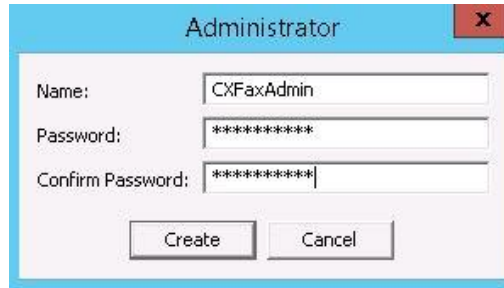 Administrator
x
Name: CXFaxAdmin
Password: **********
Confirm Password: **********
Create Cancel